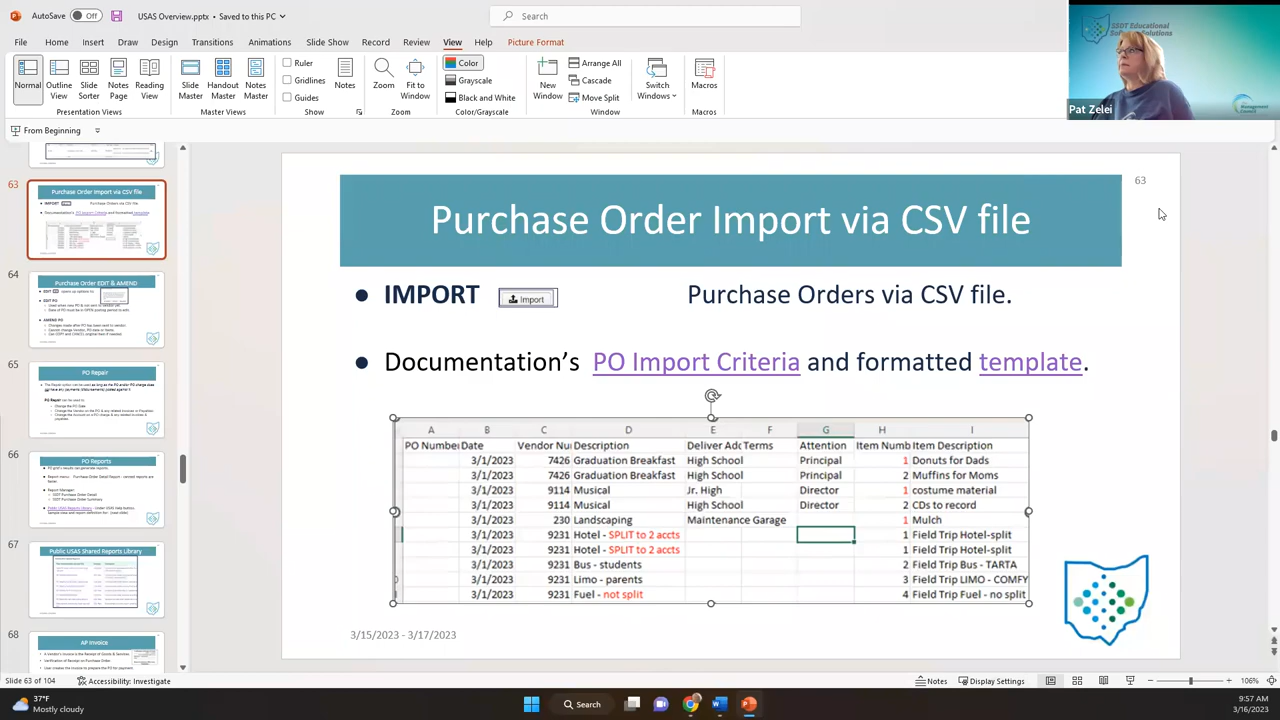 AutoSave Off USAS Overview.pptx • Saved to this PC Search
File Home Insert Draw Design Transitions Animations Slide Show Record Review View Help Picture Format
Normal Outline View Slide Sorter Notes Page Reading View
Presentation Views
Slide Master Handout Master Notes Master
Master Views
Ruler
Gridlines
Guides
Show
Notes
Zoom Fit to Window
Zoom
Color
Grayscale
Black and White
Color/Grayscale
New Window
Arrange All
Cascade
Move Split
Switch Windows
Window
Macros
Macros
From Beginning
SSDT Educational
Software Solutions
Management
Council
Pat Zelei
63
Purchase Order Import via CSV file
64
Purchase Order EDIT & AMEND
65
PO Repair
66
PO Reports
67
Public USAS Shared Reports Library
68
AP Invoice
63
Purchase Order Import via CSV file
• IMPORT Import Purchase Orders via CSV file.
• Documentation's PO Import Criteria and formatted template.
A B C D E F G H I
PO Number Date Vendor Nu Description Deliver Adc Terms Attention Item Numb Item Description
3/1/2023 7426 Graduation Breakfast High School Principal 1 Donuts for Dads
3/1/2023 7426 Graduation Breakfast High School Principal 2 Muffins for Moms
3/1/2023 9114 Musical Jr. High Director 1 costume material
3/1/2023 9114 Musical High School Director 2 CDs to record
3/1/2023 230 Landscaping Maintenance Garage 1 Mulch
3/1/2023 9231 Hotel - SPLIT to 2 accts 1 Field Trip Hotel-split
3/1/2023 9231 Hotel - SPLIT to 2 accts 1 Field Trip Hotel-split
3/1/2023 9231 Bus - students 2 Field Trip Bus - TARTA
3/1/2023 9231 Limo - parents 3 Field Trip LIMO - COMFY
3/1/2023 9231 Fuel - not split 4 Field Trip Fuel - no split
3/15/2023 - 3/17/2023
Slide 63 of 104 Accessibility: Investigate Notes Display Settings 106%
37°F
Mostly cloudy
Search
9:57 AM
3/16/2023